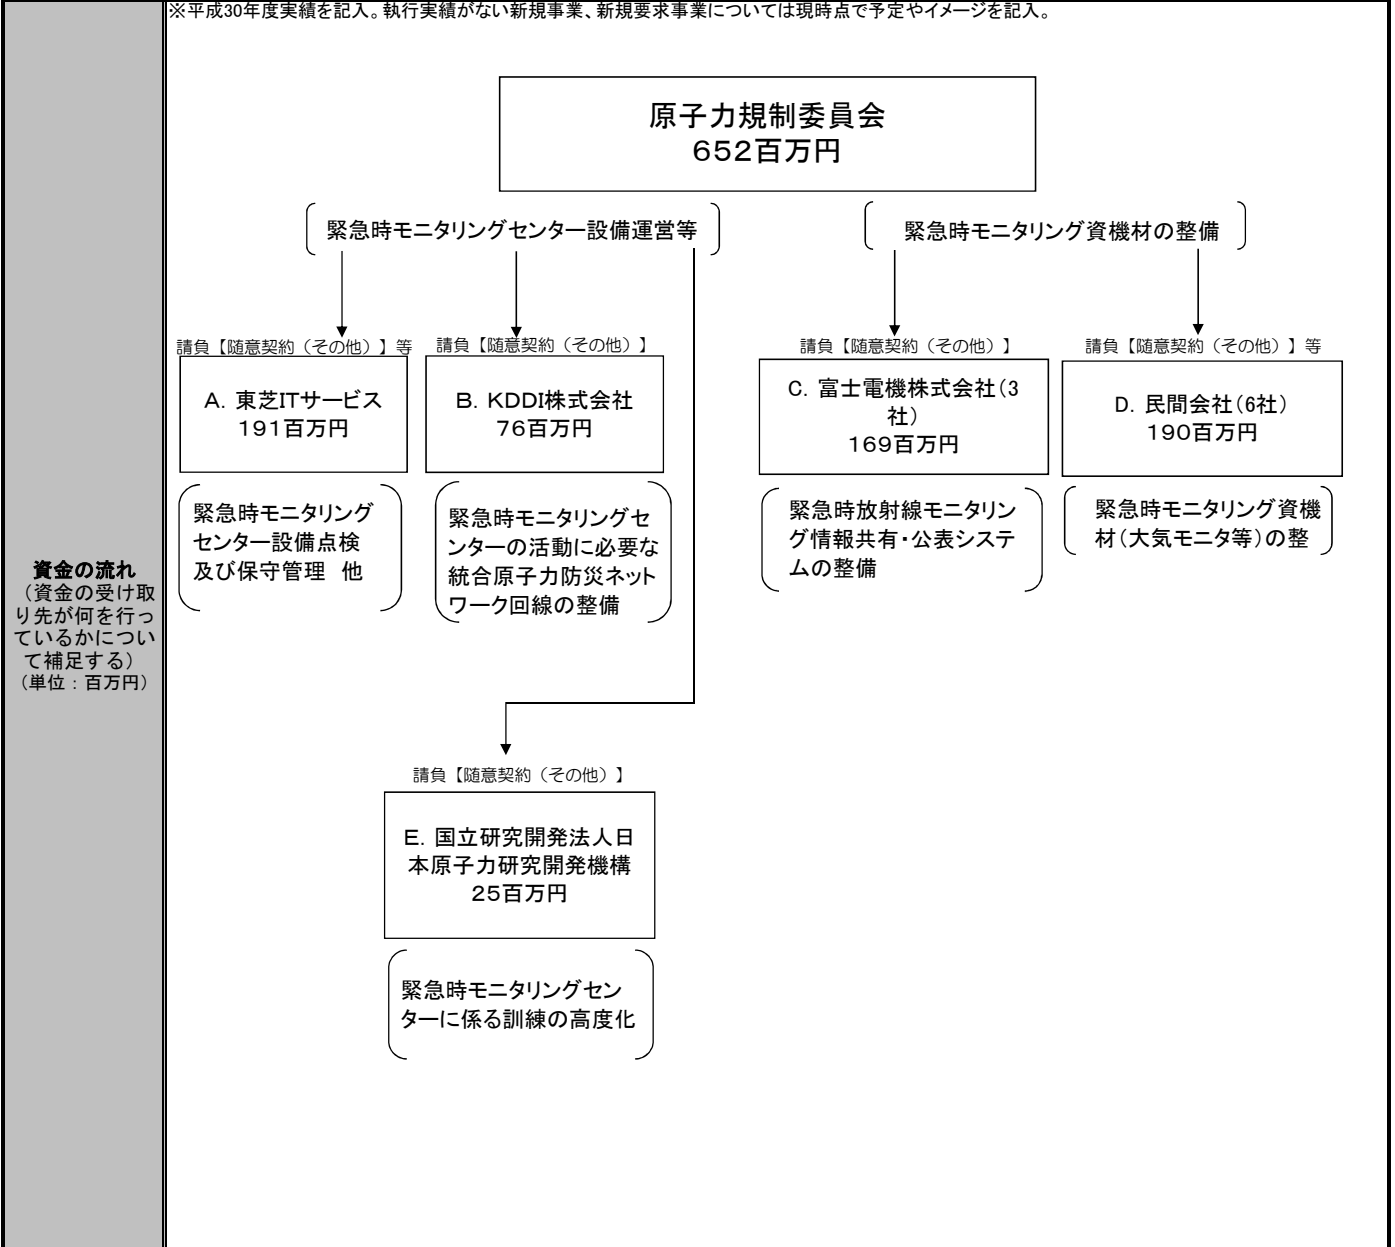 ※平成30年度実績を記入。執行実績がない新規事業、新規要求事業については現時点で予定やイメージを記入。
原子力規制委員会
652百万円
緊急時モニタリングセンター設備運営等
緊急時モニタリング資機材の整備
請負【随意契約（その他）】等
請負【随意契約（その他）】
請負【随意契約（その他）】
請負【随意契約（その他）】等
A. 東芝ITサービス
191百万円
B. KDDI株式会社
76百万円
C. 富士電機株式会社(3
社)
169百万円
D. 民間会社(6社)
190百万円
緊急時モニタリング
センター設備点検
及び保守管理　他
緊急時モニタリングセ
ンターの活動に必要な
統合原子力防災ネット
ワーク回線の整備
緊急時放射線モニタリン
グ情報共有・公表システ
ムの整備
緊急時モニタリング資機
材(大気モニタ等)の整
資金の流れ
（資金の受け取
り先が何を行っ
ているかについ
て補足する）
（単位：百万円）
請負【随意契約（その他）】
E. 国立研究開発法人日
本原子力研究開発機構
25百万円
緊急時モニタリングセン
ターに係る訓練の高度化